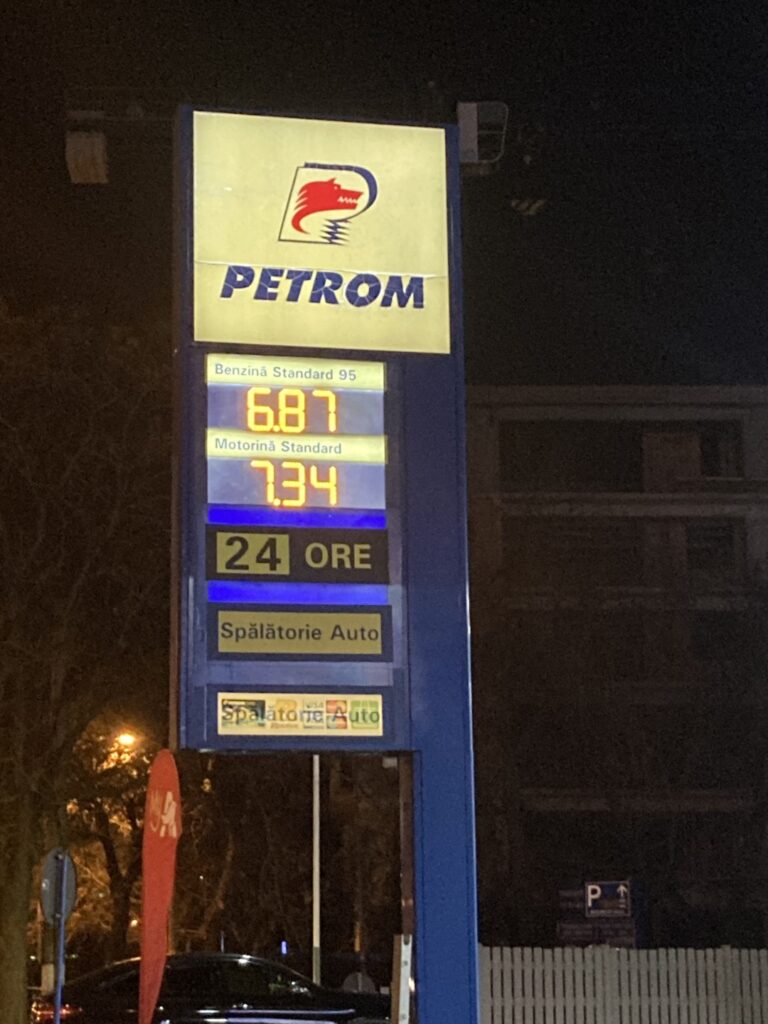 PETROM
Benzină Standard 95
6.87
Motorină Standard
7.34
24 ORE
Spălătorie Auto
Spălătorie Auto
P